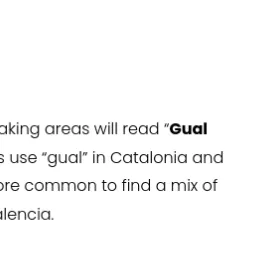 aking areas will read “Gual
s use “gual” in Catalonia and
ore common to find a mix of
alencia.